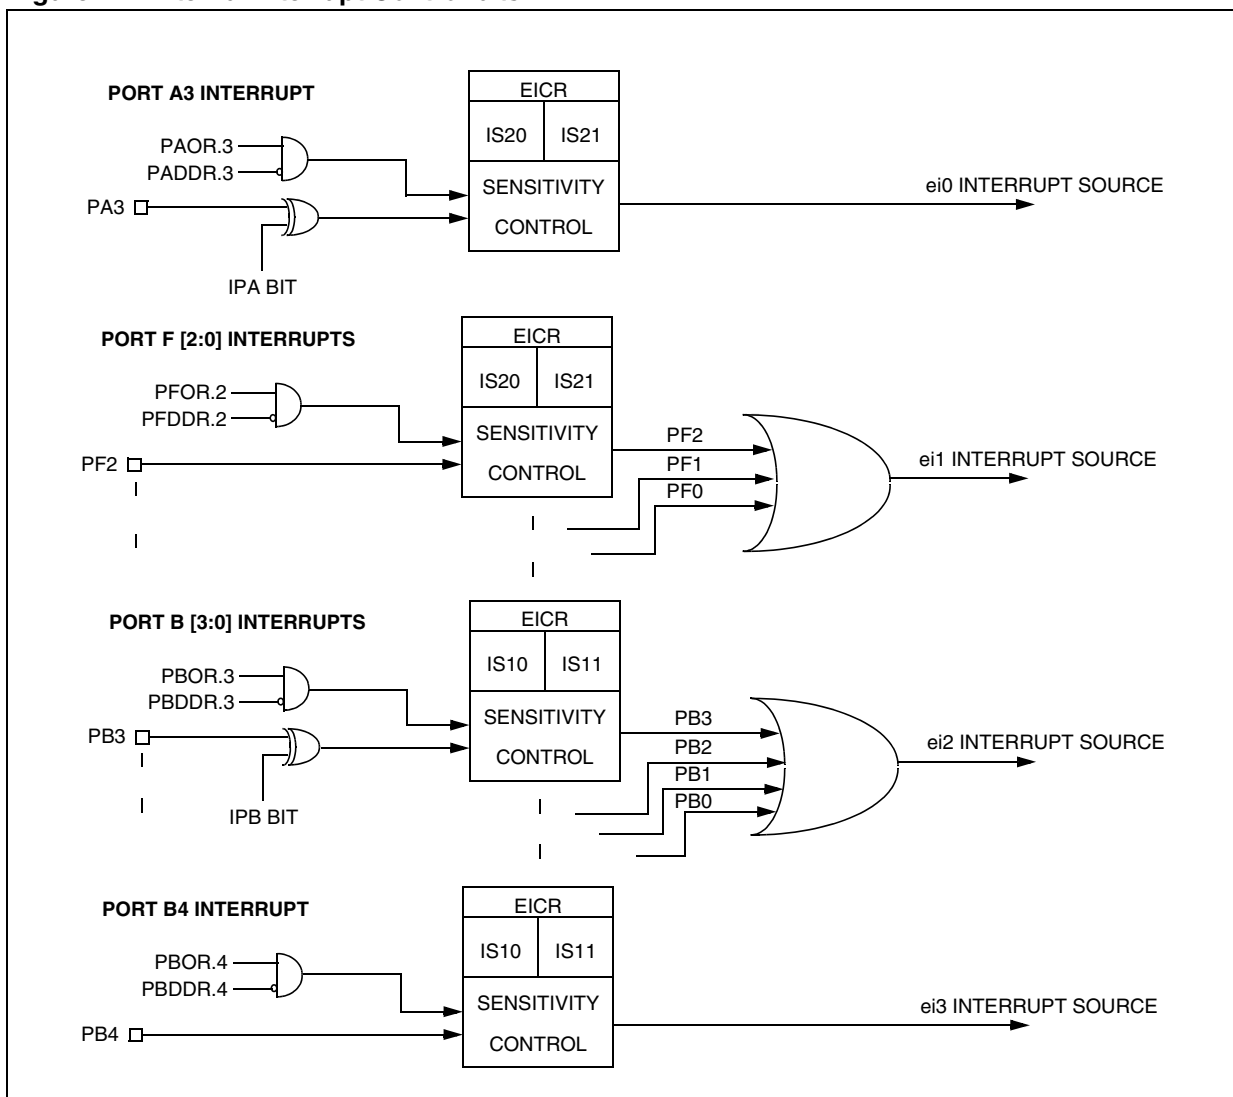 PORT A3 INTERRUPT
EICR
IS20 IS21
PAOR.3
PADDR.3
SENSITIVITY
CONTROL
ei0 INTERRUPT SOURCE
PA3
IPA BIT
PORT F [2:0] INTERRUPTS
EICR
IS20 IS21
PFOR.2
PFDDR.2
SENSITIVITY
CONTROL
PF2
PF2
PF1
PF0
ei1 INTERRUPT SOURCE
PORT B [3:0] INTERRUPTS
EICR
IS10 IS11
PBOR.3
PBDDR.3
SENSITIVITY
CONTROL
PB3
IPB BIT
PB3
PB2
PB1
PB0
ei2 INTERRUPT SOURCE
PORT B4 INTERRUPT
EICR
IS10 IS11
PBOR.4
PBDDR.4
SENSITIVITY
CONTROL
PB4
ei3 INTERRUPT SOURCE